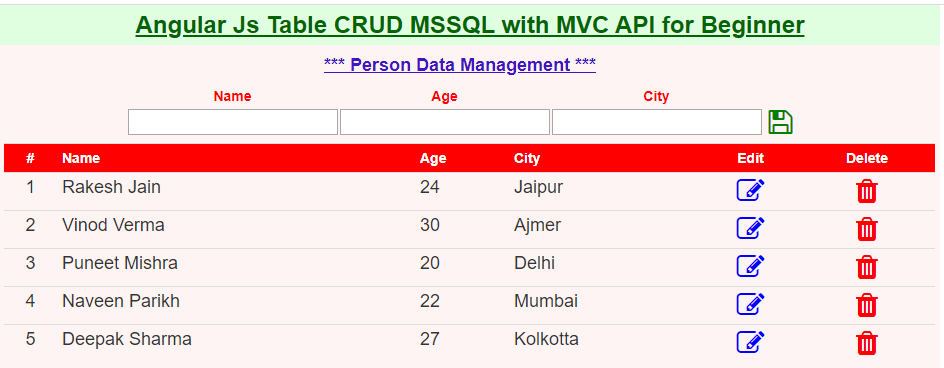 Angular Js Table CRUD MSSQL with MVC API for Beginner
*** Person Data Management ***
Name Age City
# Name Age City Edit Delete
1 Rakesh Jain 24 Jaipur
2 Vinod Verma 30 Ajmer
3 Puneet Mishra 20 Delhi
4 Naveen Parikh 22 Mumbai
5 Deepak Sharma 27 Kolkotta